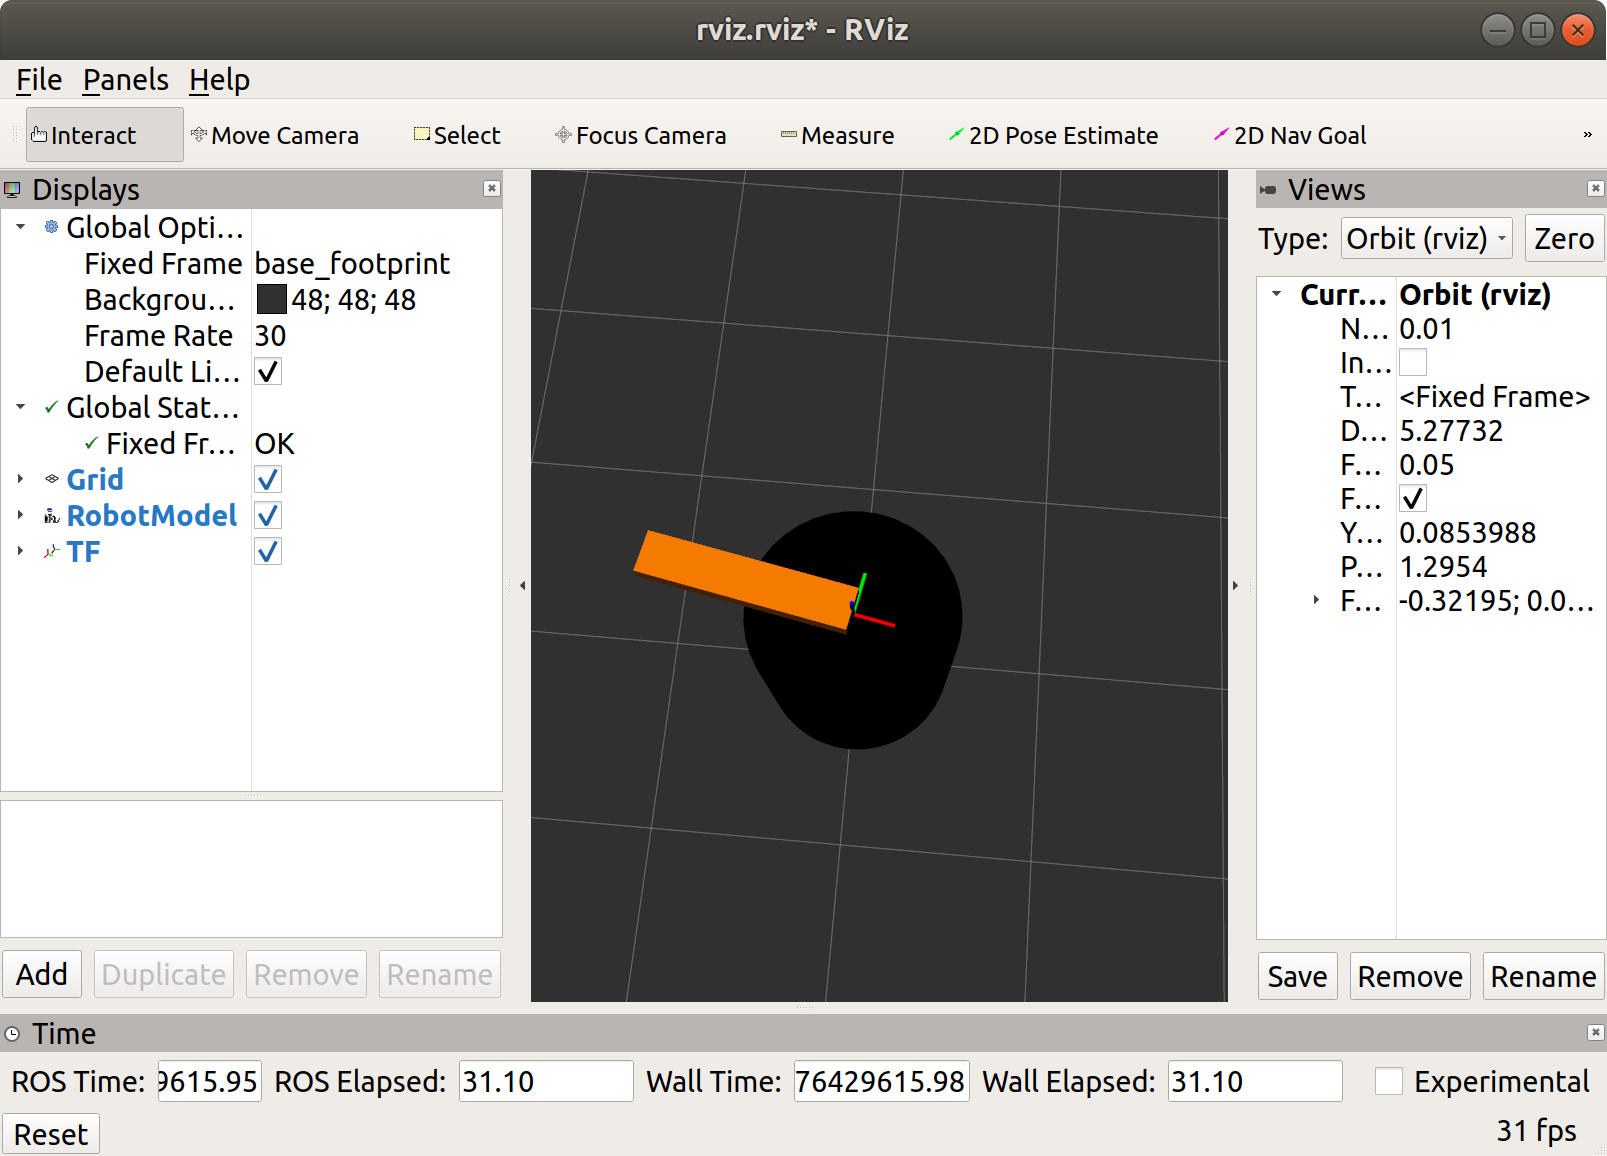 rviz.rviz* - RViz
File Panels Help
Interact Move Camera Select Focus Camera Measure 2D Pose Estimate 2D Nav Goal »
Displays
Global Opti...
Fixed Frame base_footprint
Backgrou... 48; 48; 48
Frame Rate 30
Default Li...
Global Stat...
Fixed Fr... OK
Grid
RobotModel
TF
Add Duplicate Remove Rename
Views
Type: Orbit (rviz) Zero
Curr... Orbit (rviz)
N... 0.01
In...
T... <Fixed Frame>
D... 5.27732
F... 0.05
F...
Y... 0.0853988
P... 1.2954
F... -0.32195; 0.0...
Save Remove Rename
Time
ROS Time: 9615.95 ROS Elapsed: 31.10 Wall Time: 76429615.98 Wall Elapsed: 31.10 Experimental
Reset 31 fps